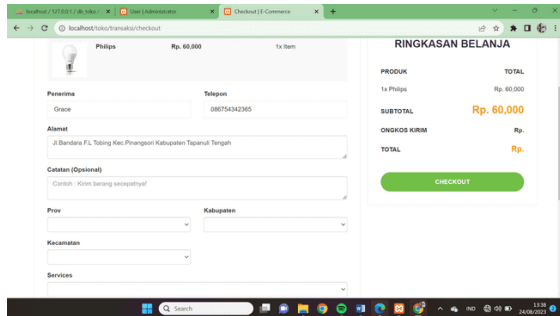 localhost / 127.0.0.1 / db_toko /
User | Administrator
Checkout | E-Commerce
localhost/toko/transaksi/checkout
Philips
Rp. 60,000
1x Item
Penerima
Telepon
Grace
086754342365
Alamat
Jl.Bandara F.L Tobing Kec.Pinangsori Kabupaten Tapanuli Tengah
Catatan (Opsional)
Contoh : Kirim barang secepatnya!
Prov
Kabupaten
Kecamatan
Services
RINGKASAN BELANJA
PRODUK
TOTAL
1x Philips
Rp. 60,000
SUBTOTAL
Rp. 60,000
ONGKOS KIRIM
Rp.
TOTAL
Rp.
CHECKOUT
Search
IND
13:38
24/08/2023